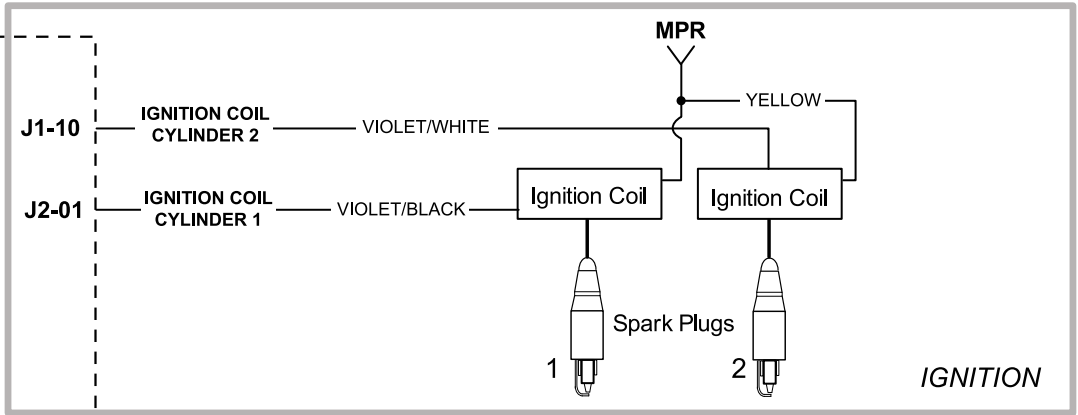 MPR
YELLOW
J1-10
IGNITION COIL
CYLINDER 2
VIOLET/WHITE
J2-01
IGNITION COIL
CYLINDER 1
VIOLET/BLACK
Ignition Coil
Ignition Coil
Spark Plugs
1
2
IGNITION